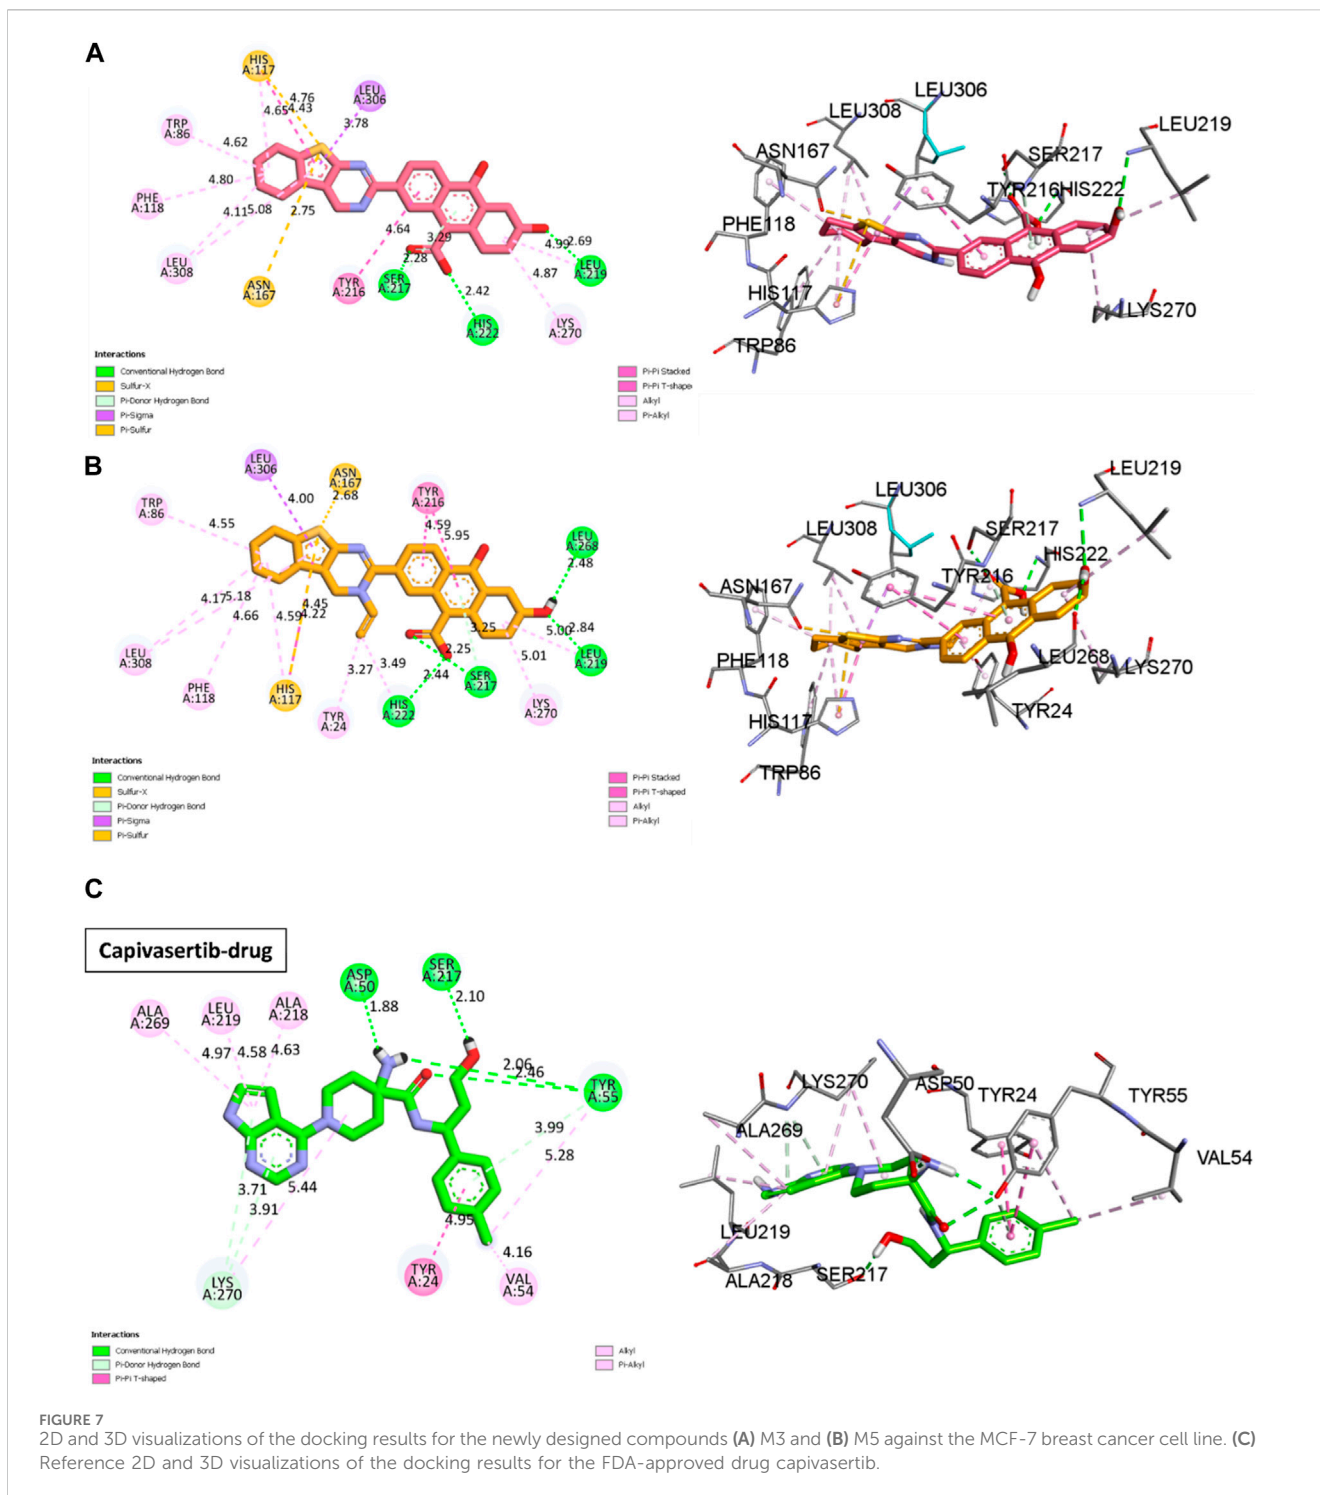 A
HIS
A:117
LEU
A:306
4.76
4.65
4.43
3.78
TRP
A:86
4.62
PHE
A:118
4.80
4.11
5.08
2.75
LEU
A:308
ASN
A:167
4.64
TYR
A:216
3.29
2.28
SER
A:217
2.42
HIS
A:222
4.99
2.69
LEU
A:219
4.87
LYS
A:270
LEU306
LEU308
LEU219
ASN167
SER217
TYR216
HIS222
PHE118
HIS117
LYS270
TRP86
Interactions
Conventional Hydrogen Bond
Sulfur-X
Pi-Donor Hydrogen Bond
Pi-Sigma
Pi-Sulfur
Pi-Pi Stacked
Pi-Pi T-shaped
Alkyl
Pi-Alkyl
B
LEU
A:306
ASN
A:167
2.68
4.00
TRP
A:86
4.55
TYR
A:216
4.59
5.95
LEU
A:268
2.48
4.17
5.18
4.66
4.59
4.45
4.22
LEU
A:308
PHE
A:118
HIS
A:117
3.27
3.49
TYR
A:24
2.25
2.44
3.25
HIS
A:222
SER
A:217
5.00
2.84
5.01
LEU
A:219
LYS
A:270
LEU219
LEU306
LEU308
SER217
HIS222
ASN167
TYR216
PHE118
LEU268
LYS270
HIS117
TYR24
TRP86
Interactions
Conventional Hydrogen Bond
Sulfur-X
Pi-Donor Hydrogen Bond
Pi-Sigma
Pi-Sulfur
Pi-Pi Stacked
Pi-Pi T-shaped
Alkyl
Pi-Alkyl
C
Capivasertib-drug
ALA
A:269
LEU
A:219
ALA
A:218
4.97
4.58
4.63
ASP
A:50
1.88
SER
A:217
2.10
2.06
2.46
TYR
A:55
3.99
5.28
3.71
5.44
3.91
4.95
4.16
LYS
A:270
TYR
A:24
VAL
A:54
LYS270
ASP50
TYR24
TYR55
ALA269
VAL54
LEU219
ALA218
SER217
Interactions
Conventional Hydrogen Bond
Pi-Donor Hydrogen Bond
Pi-Pi T-shaped
Alkyl
Pi-Alkyl
FIGURE 7
2D and 3D visualizations of the docking results for the newly designed compounds (A) M3 and (B) M5 against the MCF-7 breast cancer cell line. (C)
Reference 2D and 3D visualizations of the docking results for the FDA-approved drug capivasertib.